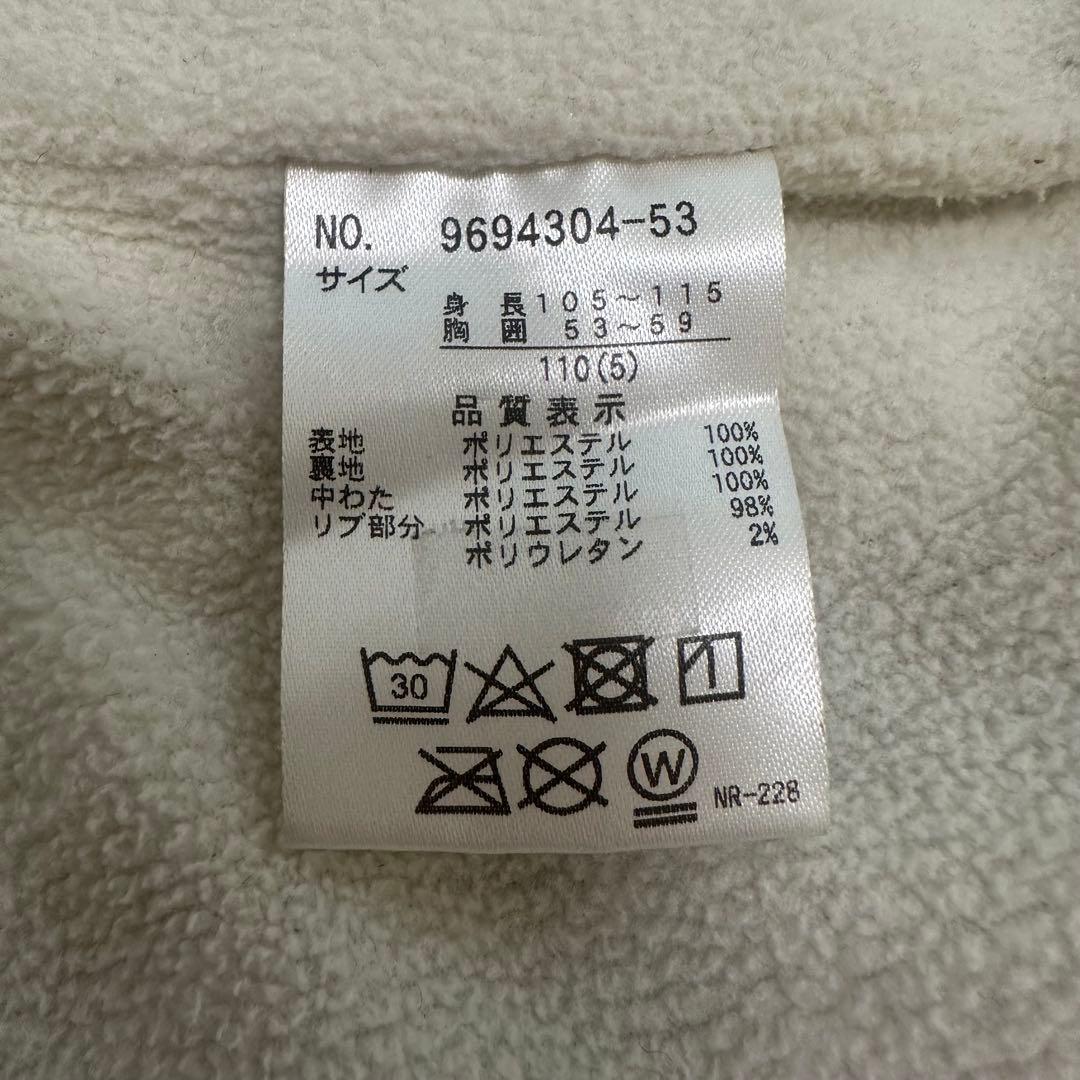 NO. 9694304-53
サイズ
身長105~115
胸囲 53~59
110(5)
品質表示
表地 ポリエステル 100%
裏地 ポリエステル 100%
中わた ポリエステル 100%
リブ部分 ポリエステル 98%
ポリウレタン 2%
30
W NR-228